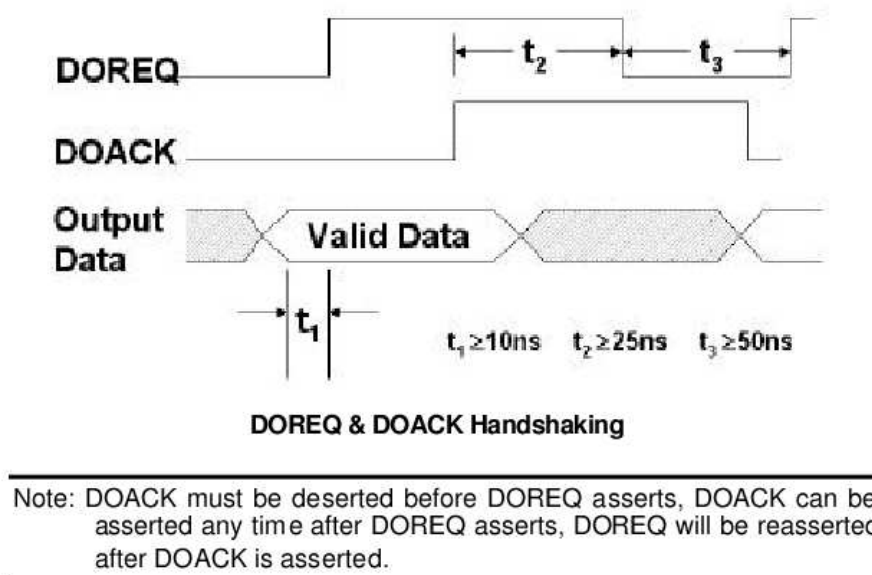 DOREQ
t₂
t₃
DOACK
Output
Data
Valid Data
t₁
t₁≥10ns t₂≥25ns t₃≥50ns
DOREQ & DOACK Handshaking
Note: DOACK must be deserted before DOREQ asserts, DOACK can be
asserted any time after DOREQ asserts, DOREQ will be reasserted
after DOACK is asserted.